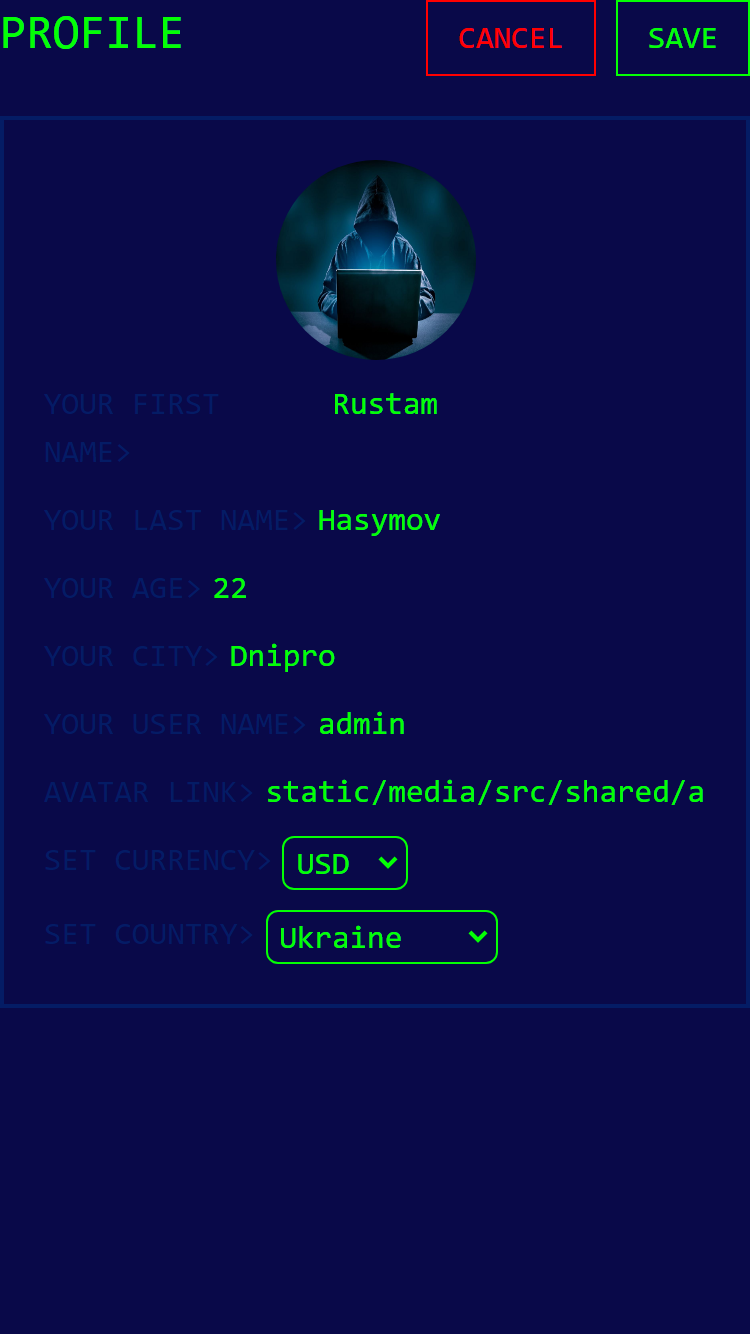 PROFILE CANCEL SAVE
YOUR FIRST Rustam
NAME>
YOUR LAST NAME> Hasymov
YOUR AGE> 22
YOUR CITY> Dnipro
YOUR USER NAME> admin
AVATAR LINK> static/media/src/shared/a
SET CURRENCY> USD
SET COUNTRY> Ukraine